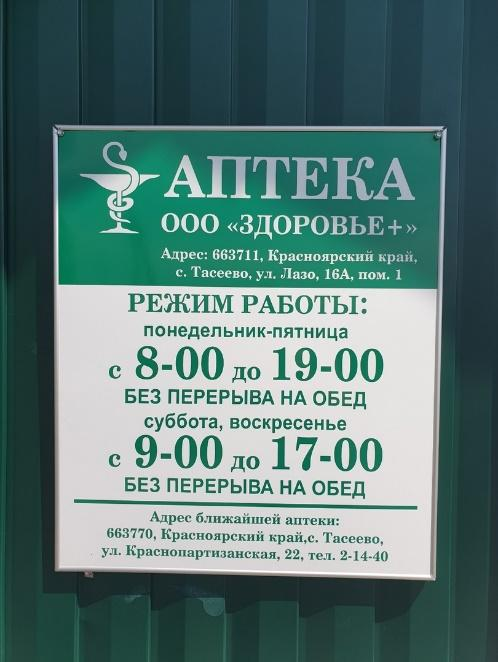 АПТЕКА
ООО «ЗДОРОВЬЕ+»
Адрес: 663711, Красноярский край,
с. Тасеево, ул. Лазо, 16А, пом. 1
РЕЖИМ РАБОТЫ:
понедельник-пятница
с 8-00 до 19-00
БЕЗ ПЕРЕРЫВА НА ОБЕД
суббота, воскресенье
с 9-00 до 17-00
БЕЗ ПЕРЕРЫВА НА ОБЕД
Адрес ближайшей аптеки:
663770, Красноярский край,с. Тасеево,
ул. Краснопартизанская, 22, тел. 2-14-40